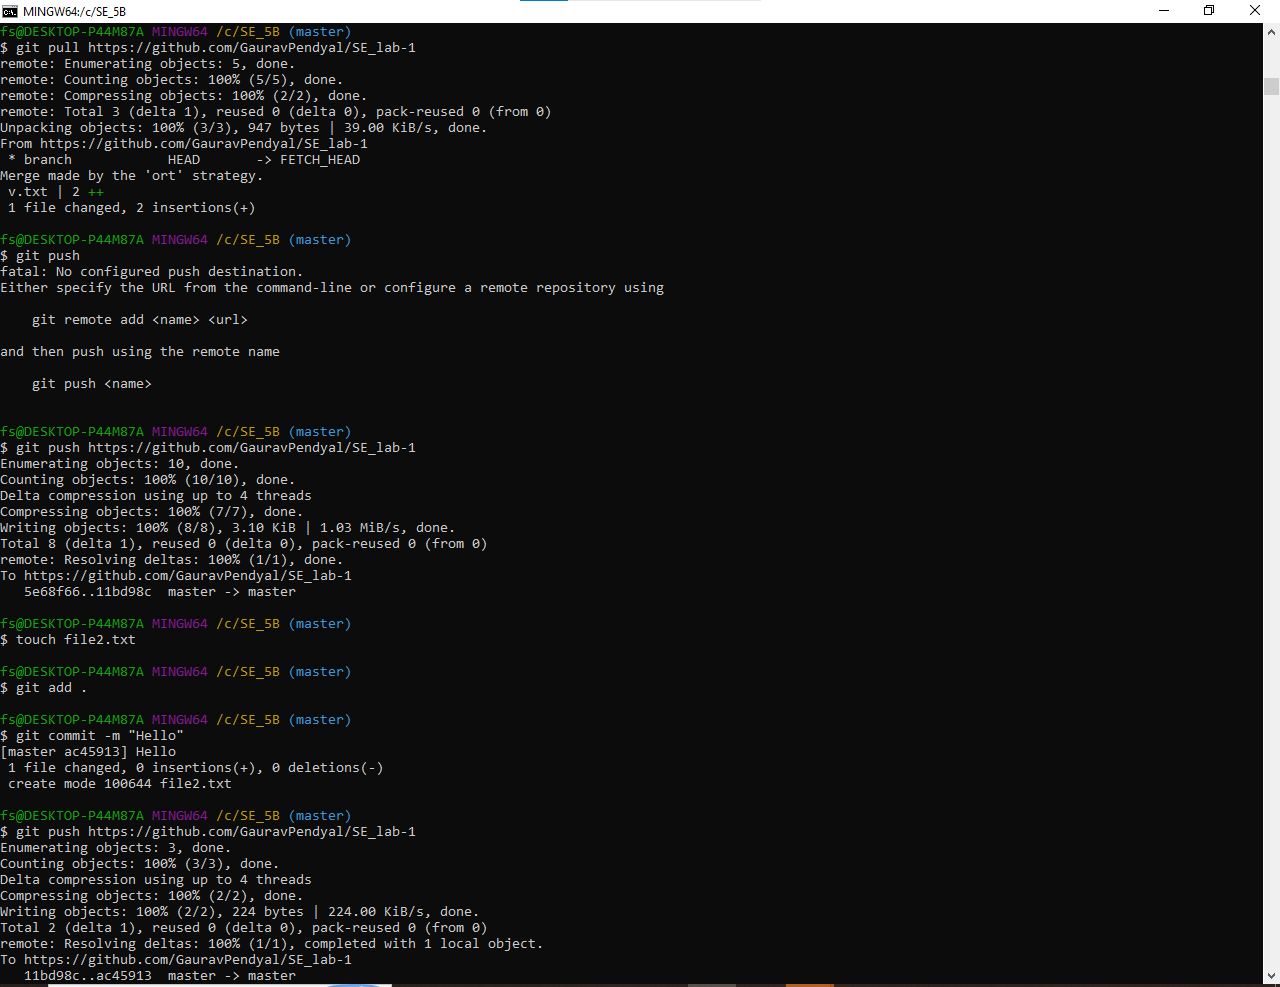 MINGW64:/c/SE_5B
fs@DESKTOP-P44M87A MINGW64 /c/SE_5B (master)
$ git pull https://github.com/GauravPendyal/SE_lab-1
remote: Enumerating objects: 5, done.
remote: Counting objects: 100% (5/5), done.
remote: Compressing objects: 100% (2/2), done.
remote: Total 3 (delta 1), reused 0 (delta 0), pack-reused 0 (from 0)
Unpacking objects: 100% (3/3), 947 bytes | 39.00 KiB/s, done.
From https://github.com/GauravPendyal/SE_lab-1
 * branch            HEAD       -> FETCH_HEAD
Merge made by the 'ort' strategy.
 v.txt | 2 ++
 1 file changed, 2 insertions(+)
fs@DESKTOP-P44M87A MINGW64 /c/SE_5B (master)
$ git push
fatal: No configured push destination.
Either specify the URL from the command-line or configure a remote repository using
    git remote add <name> <url>
and then push using the remote name
    git push <name>
fs@DESKTOP-P44M87A MINGW64 /c/SE_5B (master)
$ git push https://github.com/GauravPendyal/SE_lab-1
Enumerating objects: 10, done.
Counting objects: 100% (10/10), done.
Delta compression using up to 4 threads
Compressing objects: 100% (7/7), done.
Writing objects: 100% (8/8), 3.10 KiB | 1.03 MiB/s, done.
Total 8 (delta 1), reused 0 (delta 0), pack-reused 0 (from 0)
remote: Resolving deltas: 100% (1/1), done.
To https://github.com/GauravPendyal/SE_lab-1
   5e68f66..11bd98c  master -> master
fs@DESKTOP-P44M87A MINGW64 /c/SE_5B (master)
$ touch file2.txt
fs@DESKTOP-P44M87A MINGW64 /c/SE_5B (master)
$ git add .
fs@DESKTOP-P44M87A MINGW64 /c/SE_5B (master)
$ git commit -m "Hello"
[master ac45913] Hello
 1 file changed, 0 insertions(+), 0 deletions(-)
 create mode 100644 file2.txt
fs@DESKTOP-P44M87A MINGW64 /c/SE_5B (master)
$ git push https://github.com/GauravPendyal/SE_lab-1
Enumerating objects: 3, done.
Counting objects: 100% (3/3), done.
Delta compression using up to 4 threads
Compressing objects: 100% (2/2), done.
Writing objects: 100% (2/2), 224 bytes | 224.00 KiB/s, done.
Total 2 (delta 1), reused 0 (delta 0), pack-reused 0 (from 0)
remote: Resolving deltas: 100% (1/1), completed with 1 local object.
To https://github.com/GauravPendyal/SE_lab-1
   11bd98c..ac45913  master -> master